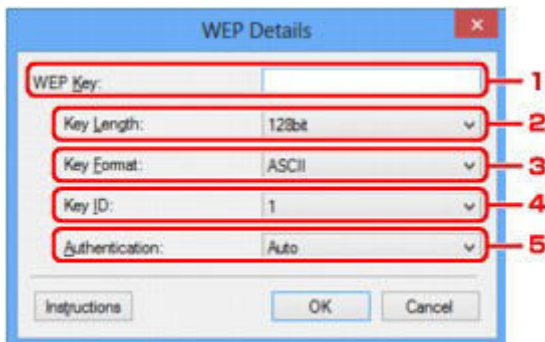 WEP Details
WEP Key: 1
Key Length: 128bit 2
Key Format: ASCII 3
Key ID: 1 4
Authentication: Auto 5
Instructions OK Cancel